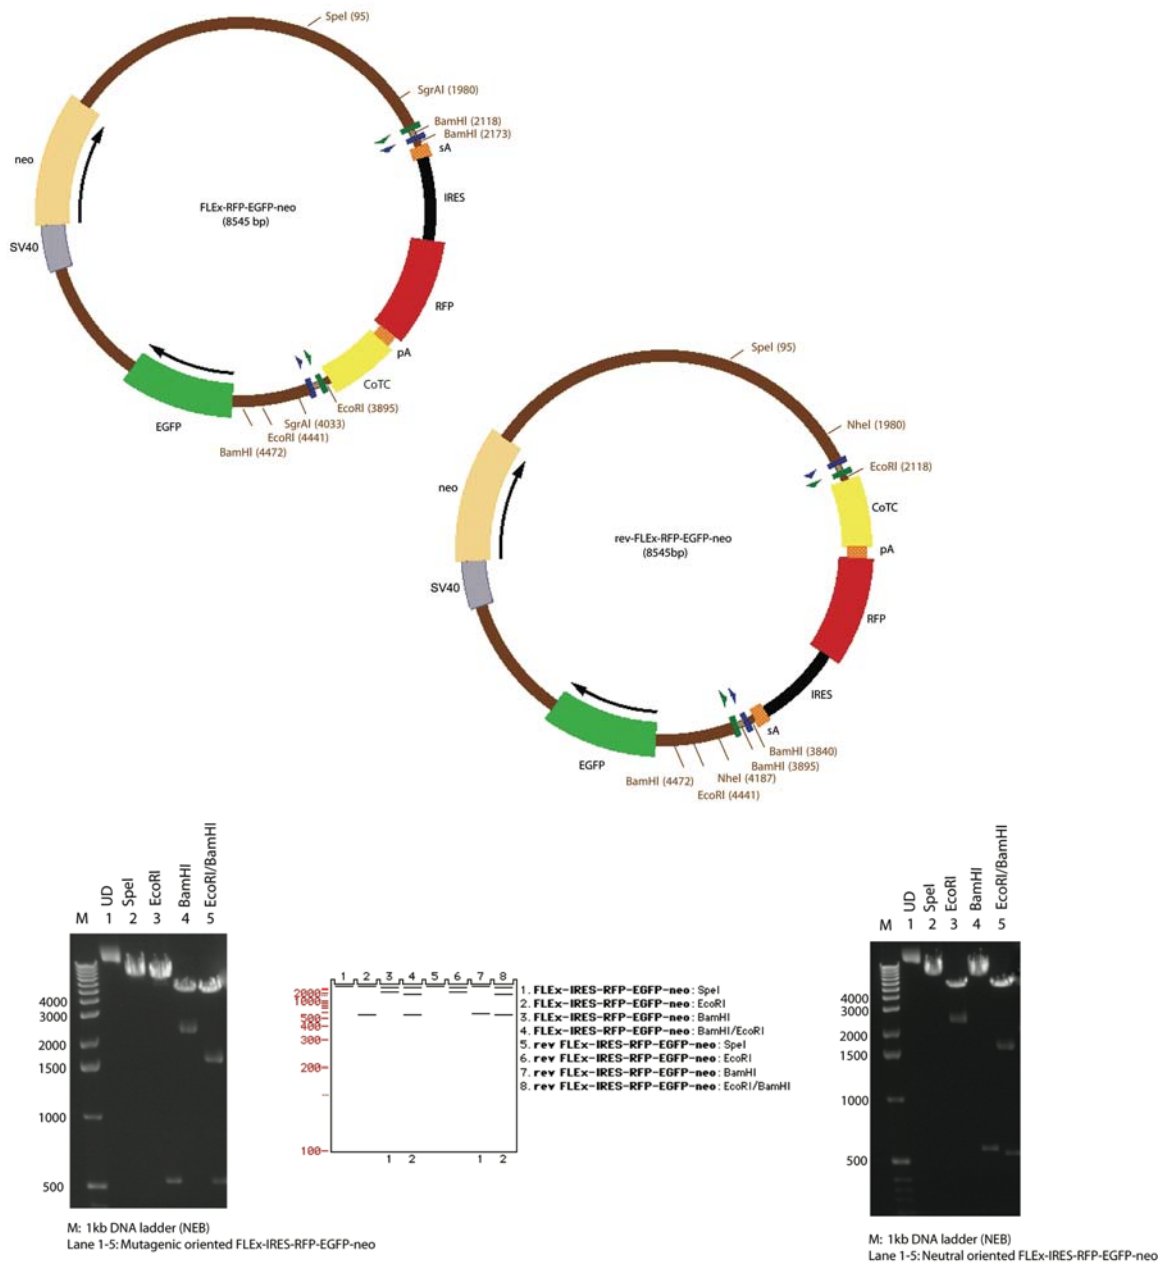 SpeI (95)
SgrAI (1980)
BamHI (2118)
BamHI (2173)
sA
neo
IRES
FLEx-RFP-EGFP-neo
(8545 bp)
SV40
RFP
pA
CoTC
EcoRI (3895)
SgrAI (4033)
EGFP
EcoRI (4441)
BamHI (4472)
SpeI (95)
NheI (1980)
EcoRI (2118)
neo
CoTC
rev-FLEx-RFP-EGFP-neo
(8545bp)
pA
SV40
RFP
IRES
sA
BamHI (3840)
EGFP
BamHI (3895)
BamHI (4472)
NheI (4187)
EcoRI (4441)
UD
SpeI
EcoRI
BamHI
EcoRI/BamHI
M 1 2 3 4 5
4000
3000
2000
1500
1000
500
M: 1kb DNA ladder (NEB)
Lane 1-5: Mutagenic oriented FLEx-IRES-RFP-EGFP-neo
1 2 3 4 5 6 7 8
2000
1000
500
400
300
200
100
1 2 1 2
1. FLEx-IRES-RFP-EGFP-neo: SpeI
2. FLEx-IRES-RFP-EGFP-neo: EcoRI
3. FLEx-IRES-RFP-EGFP-neo: BamHI
4. FLEx-IRES-RFP-EGFP-neo: BamHI/EcoRI
5. rev FLEx-IRES-RFP-EGFP-neo: SpeI
6. rev FLEx-IRES-RFP-EGFP-neo: EcoRI
7. rev FLEx-IRES-RFP-EGFP-neo: BamHI
8. rev FLEx-IRES-RFP-EGFP-neo: EcoRI/BamHI
UD
SpeI
EcoRI
BamHI
EcoRI/BamHI
M 1 2 3 4 5
4000
3000
2000
1500
1000
500
M: 1kb DNA ladder (NEB)
Lane 1-5: Neutral oriented FLEx-IRES-RFP-EGFP-neo